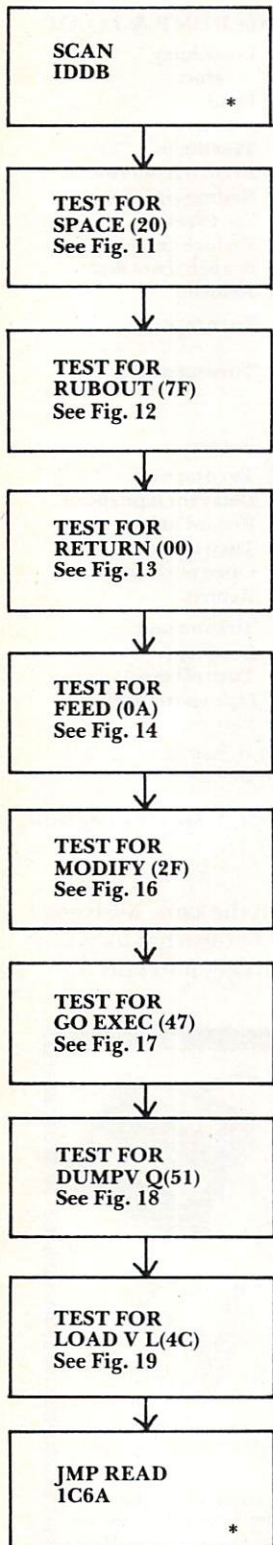 SCAN
IDDB
*
TEST FOR
SPACE (20)
See Fig. 11
TEST FOR
RUBOUT (7F)
See Fig. 12
TEST FOR
RETURN (00)
See Fig. 13
TEST FOR
FEED (0A)
See Fig. 14
TEST FOR
MODIFY (2F)
See Fig. 16
TEST FOR
GO EXEC (47)
See Fig. 17
TEST FOR
DUMPV Q(51)
See Fig. 18
TEST FOR
LOAD V L(4C)
See Fig. 19
JMP READ
1C6A
*